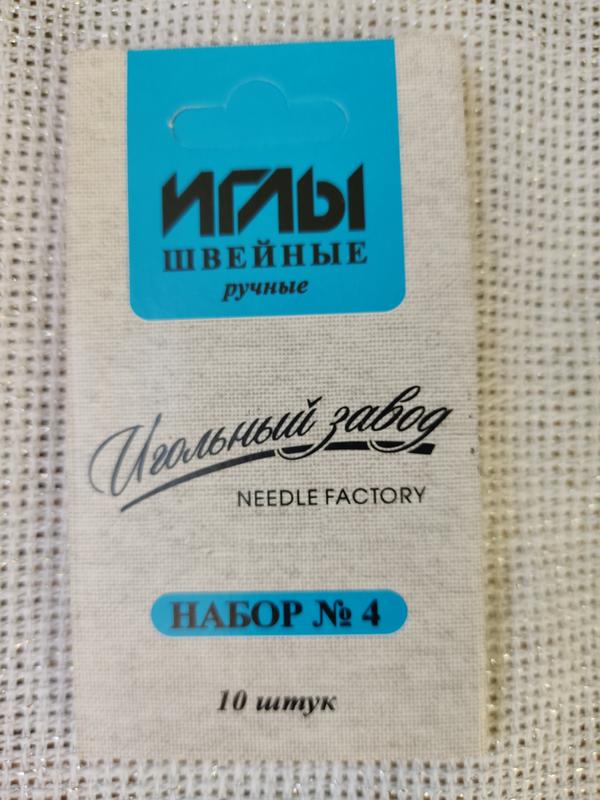 ИГЛЫ
ШВЕЙНЫЕ
ручные
Игольный завод
NEEDLE FACTORY
НАБОР № 4
10 штук